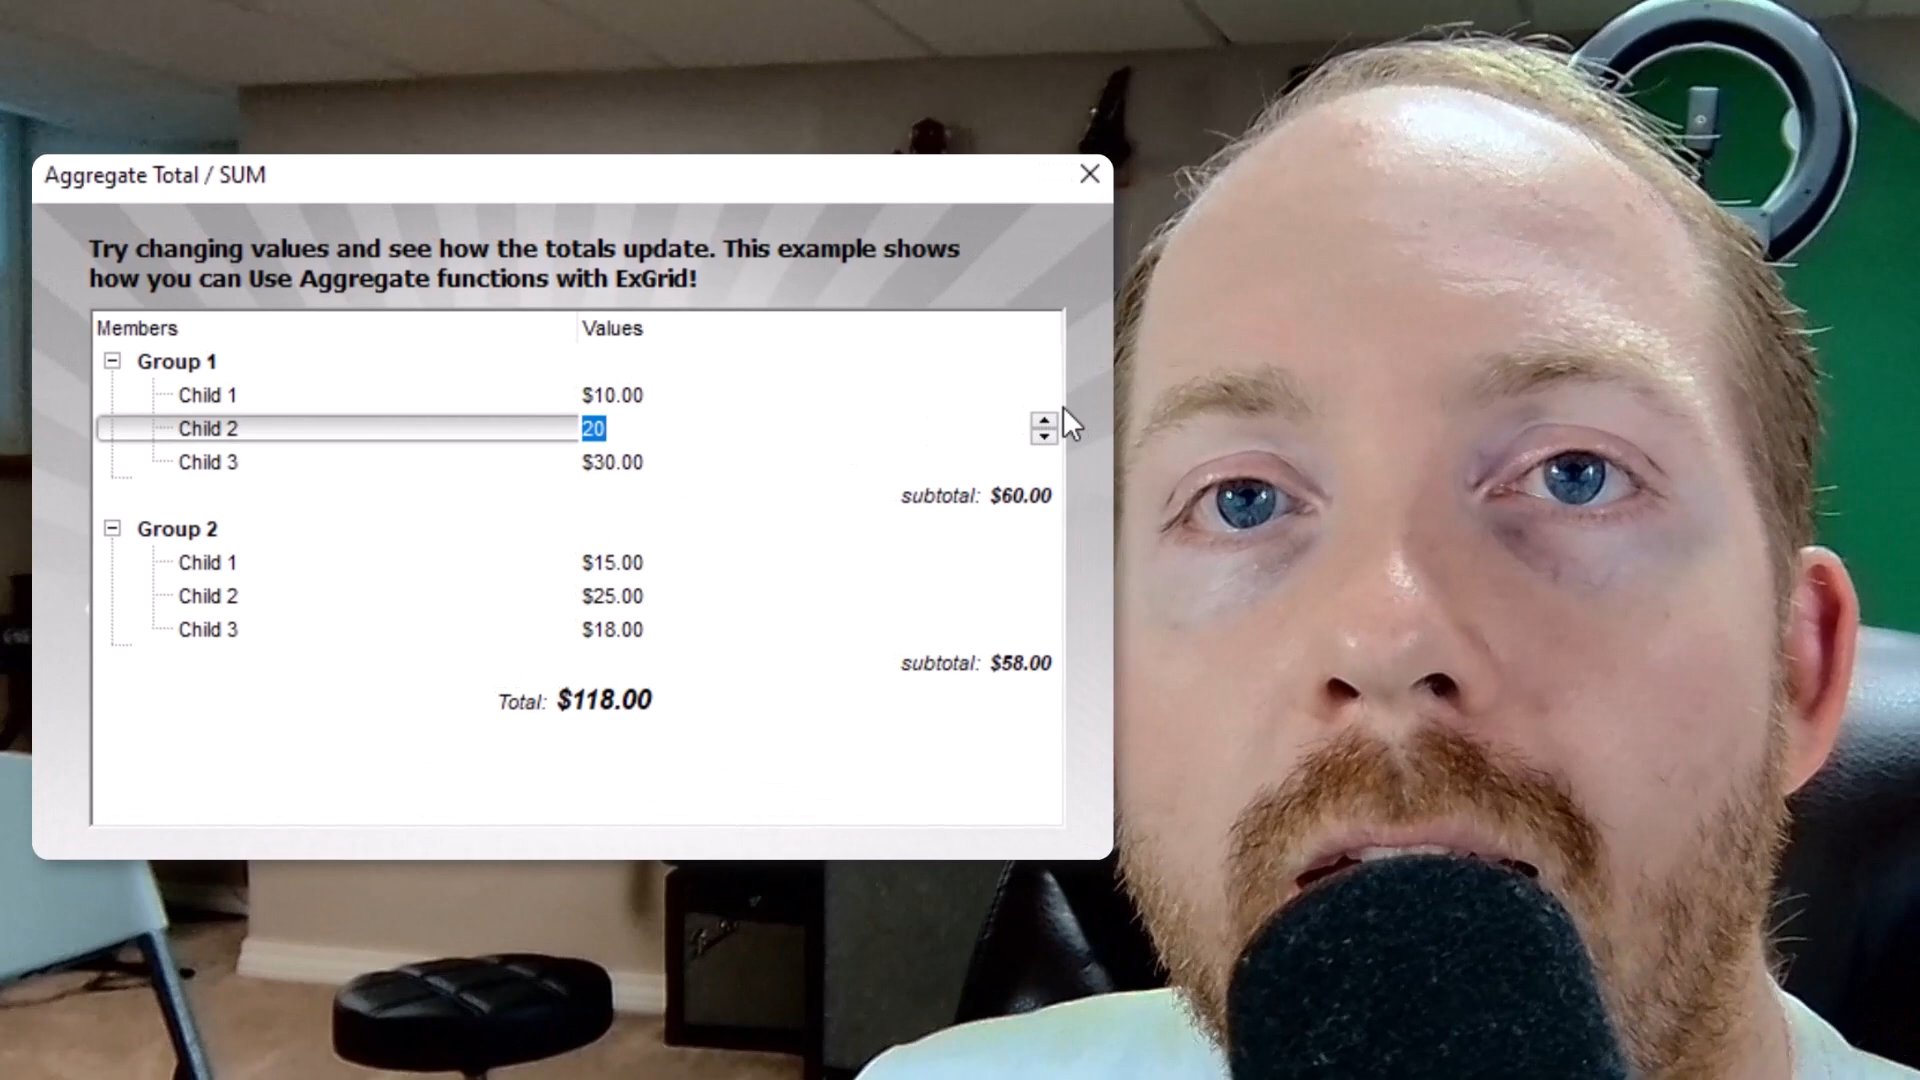 Aggregate Total / SUM
Try changing values and see how the totals update. This example shows
how you can Use Aggregate functions with ExGrid!
Members Values
Group 1
Child 1 $10.00
Child 2 20
Child 3 $30.00
subtotal: $60.00
Group 2
Child 1 $15.00
Child 2 $25.00
Child 3 $18.00
subtotal: $58.00
Total: $118.00
Fender